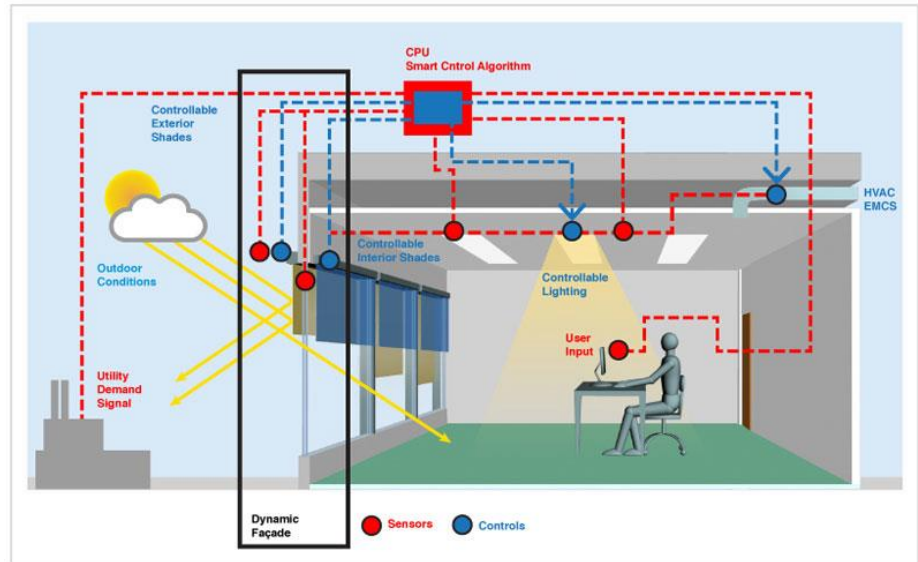 CPU
Smart Cntrol Algorithm
Controllable
Exterior
Shades
HVAC
EMCS
Controllable
Interior Shades
Outdoor
Conditions
Controllable
Lighting
User
Input
Utility
Demand
Signal
Dynamic
Façade
Sensors
Controls